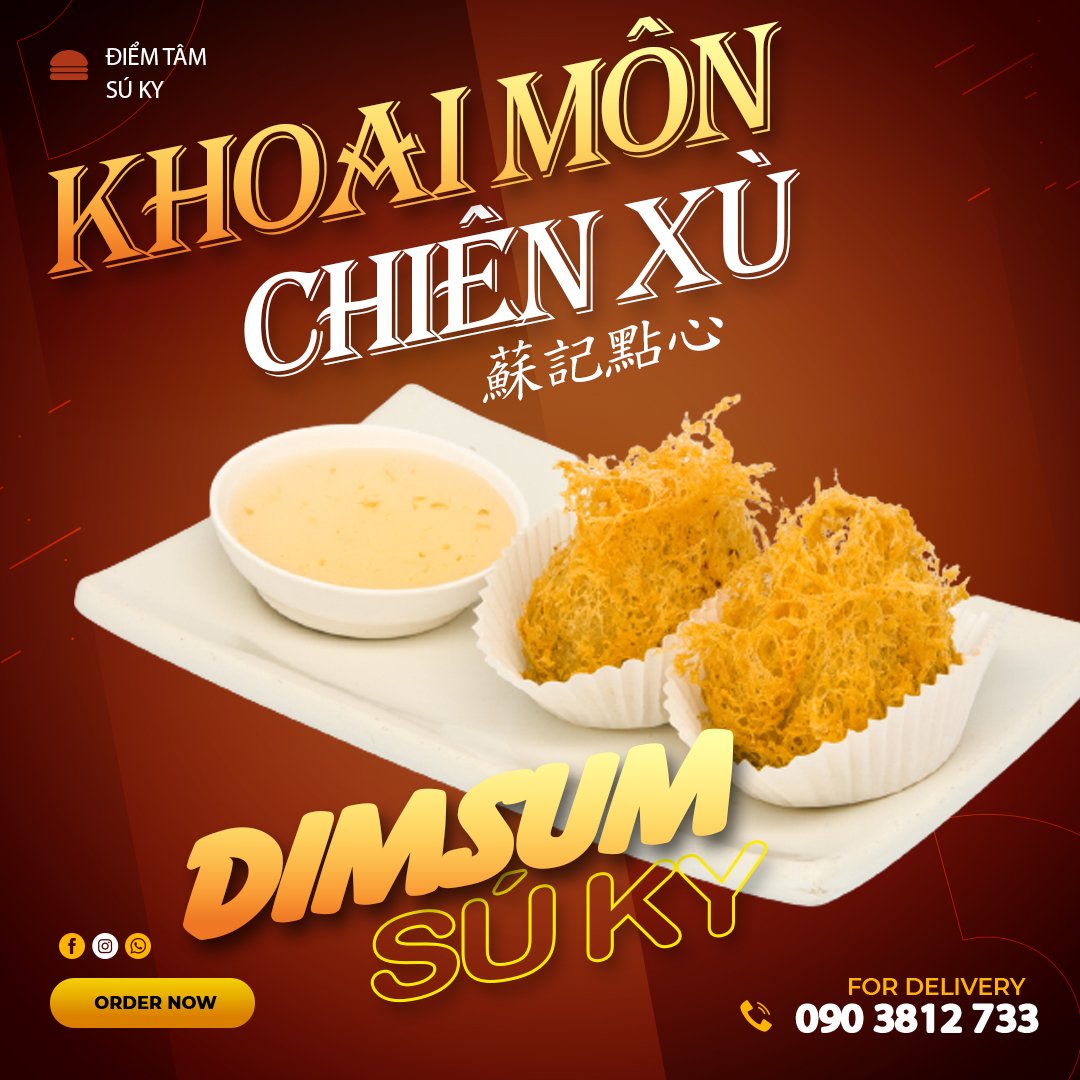 ĐIỂM TÂM
SÚ KY
KHOAI MÔN
CHIÊN XÙ
蘇記點心
DIMSUM
SÚ KY
ORDER NOW
FOR DELIVERY
090 3812 733